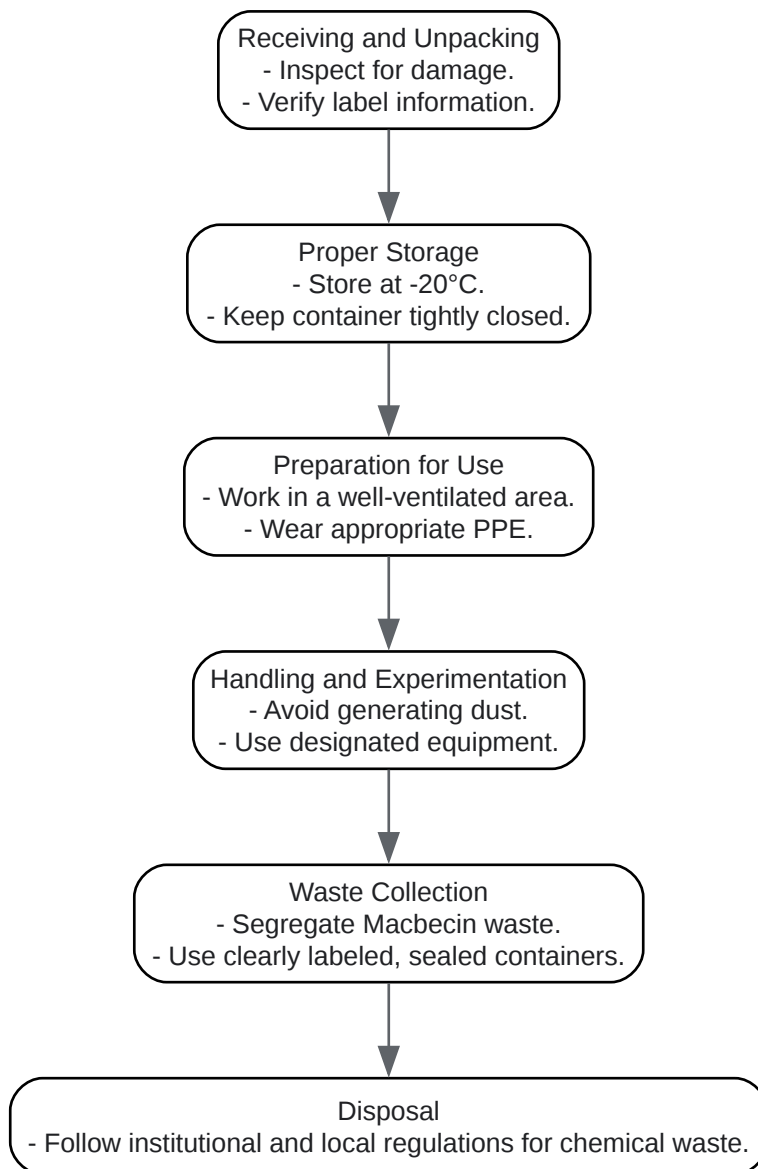 Receiving and Unpacking
- Inspect for damage.
- Verify label information.
Proper Storage
- Store at -20°C.
- Keep container tightly closed.
Preparation for Use
- Work in a well-ventilated area.
- Wear appropriate PPE.
Handling and Experimentation
- Avoid generating dust.
- Use designated equipment.
Waste Collection
- Segregate Macbecin waste.
- Use clearly labeled, sealed containers.
Disposal
- Follow institutional and local regulations for chemical waste.